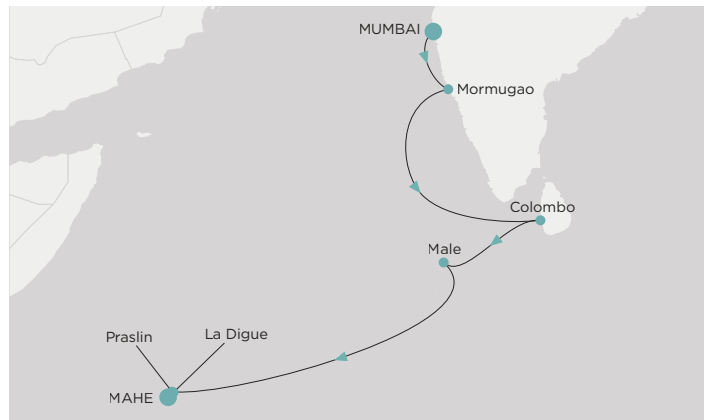 MUMBAI
Mormugao
Colombo
Male
La Digue
Praslin
MAHE